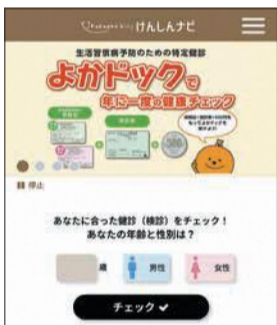 Fukuoka City けんしんナビ
生活習慣病予防のための特定健診
よかドックで
年に一度の健康チェック
停止
あなたに合った健診（検診）をチェック！
あなたの年齢と性別は？
歳 男性 女性
チェック